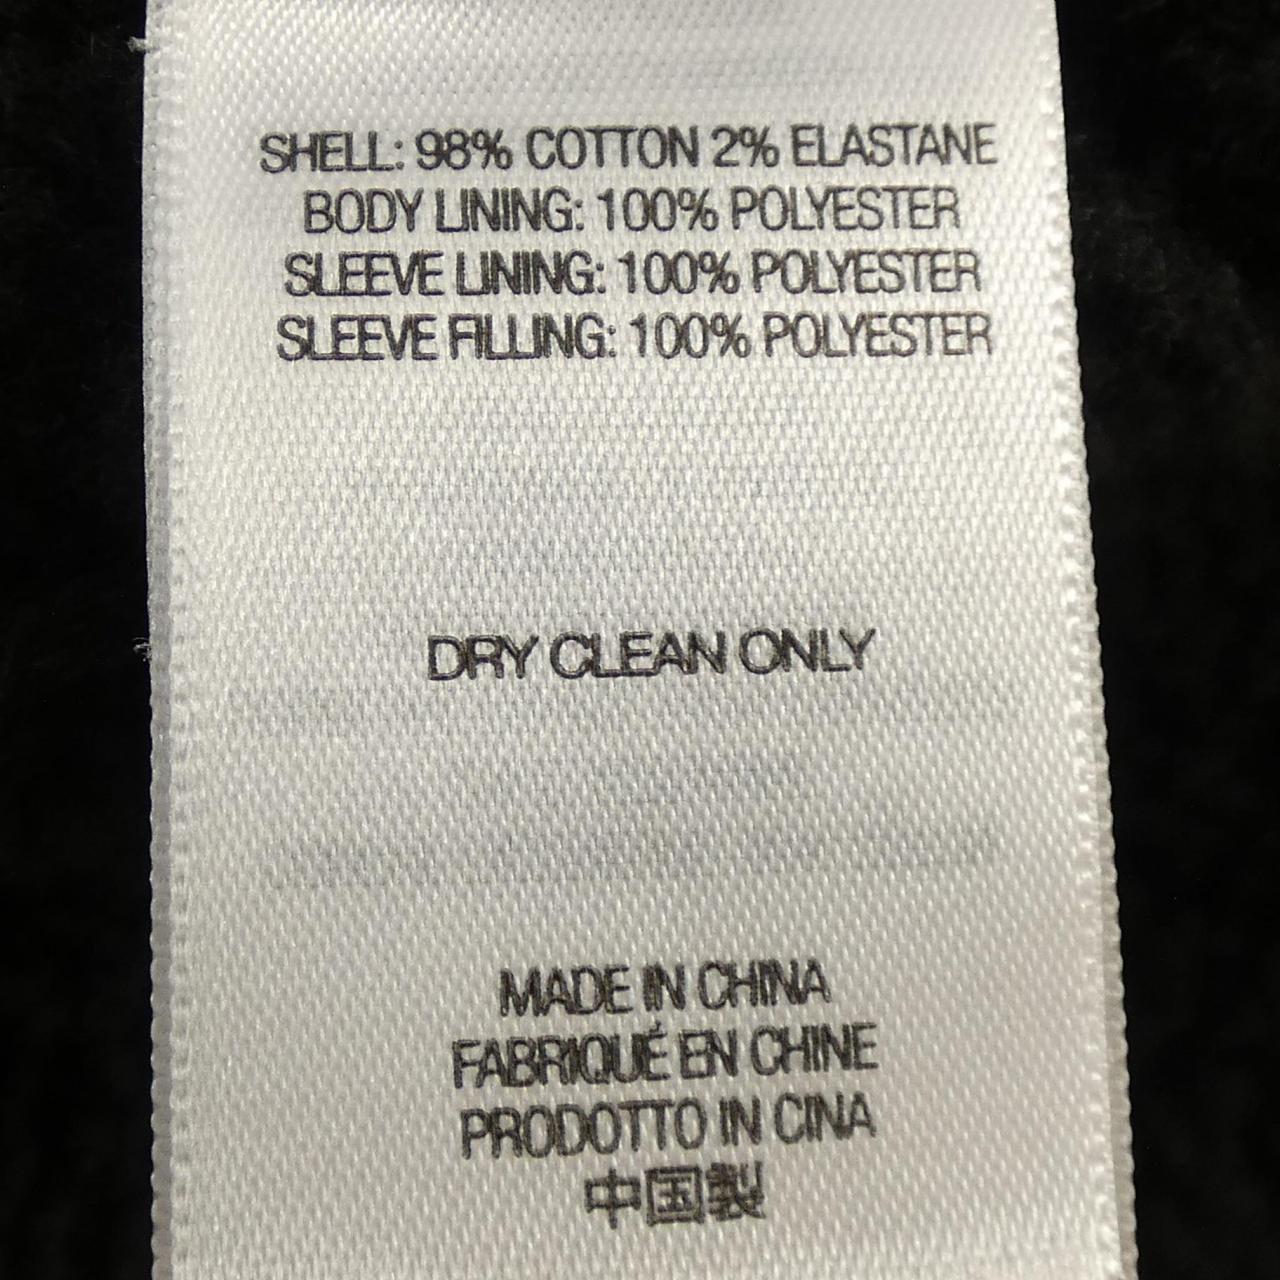 SHELL: 98% COTTON 2% ELASTANE
BODY LINING: 100% POLYESTER
SLEEVE LINING: 100% POLYESTER
SLEEVE FILLING: 100% POLYESTER
DRY CLEAN ONLY
MADE IN CHINA
FABRIQUÉ EN CHINE
PRODOTTO IN CINA
中国製